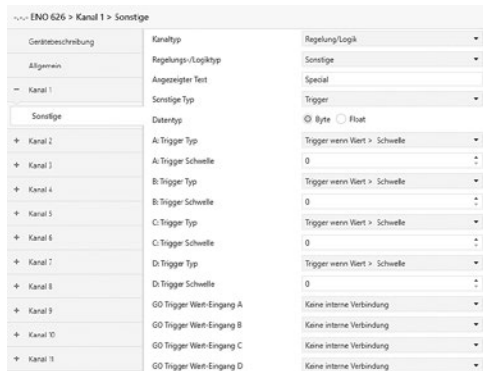 -.-.- ENO 626 > Kanal 1 > Sonstige
Gerätebeschreibung
Allgemein
− Kanal 1
Sonstige
+ Kanal 2
+ Kanal 3
+ Kanal 4
+ Kanal 5
+ Kanal 6
+ Kanal 7
+ Kanal 8
+ Kanal 9
+ Kanal 10
+ Kanal 11
Kanaltyp Regelung/Logik
Regelungs-/Logiktyp Sonstige
Angezeigter Text Special
Sonstige Typ Trigger
Datentyp Byte Float
A: Trigger Typ Trigger wenn Wert > Schwelle
A: Trigger Schwelle 0
B: Trigger Typ Trigger wenn Wert > Schwelle
B: Trigger Schwelle 0
C: Trigger Typ Trigger wenn Wert > Schwelle
C: Trigger Schwelle 0
D: Trigger Typ Trigger wenn Wert > Schwelle
D: Trigger Schwelle 0
GO Trigger Wert-Eingang A Keine interne Verbindung
GO Trigger Wert-Eingang B Keine interne Verbindung
GO Trigger Wert-Eingang C Keine interne Verbindung
GO Trigger Wert-Eingang D Keine interne Verbindung